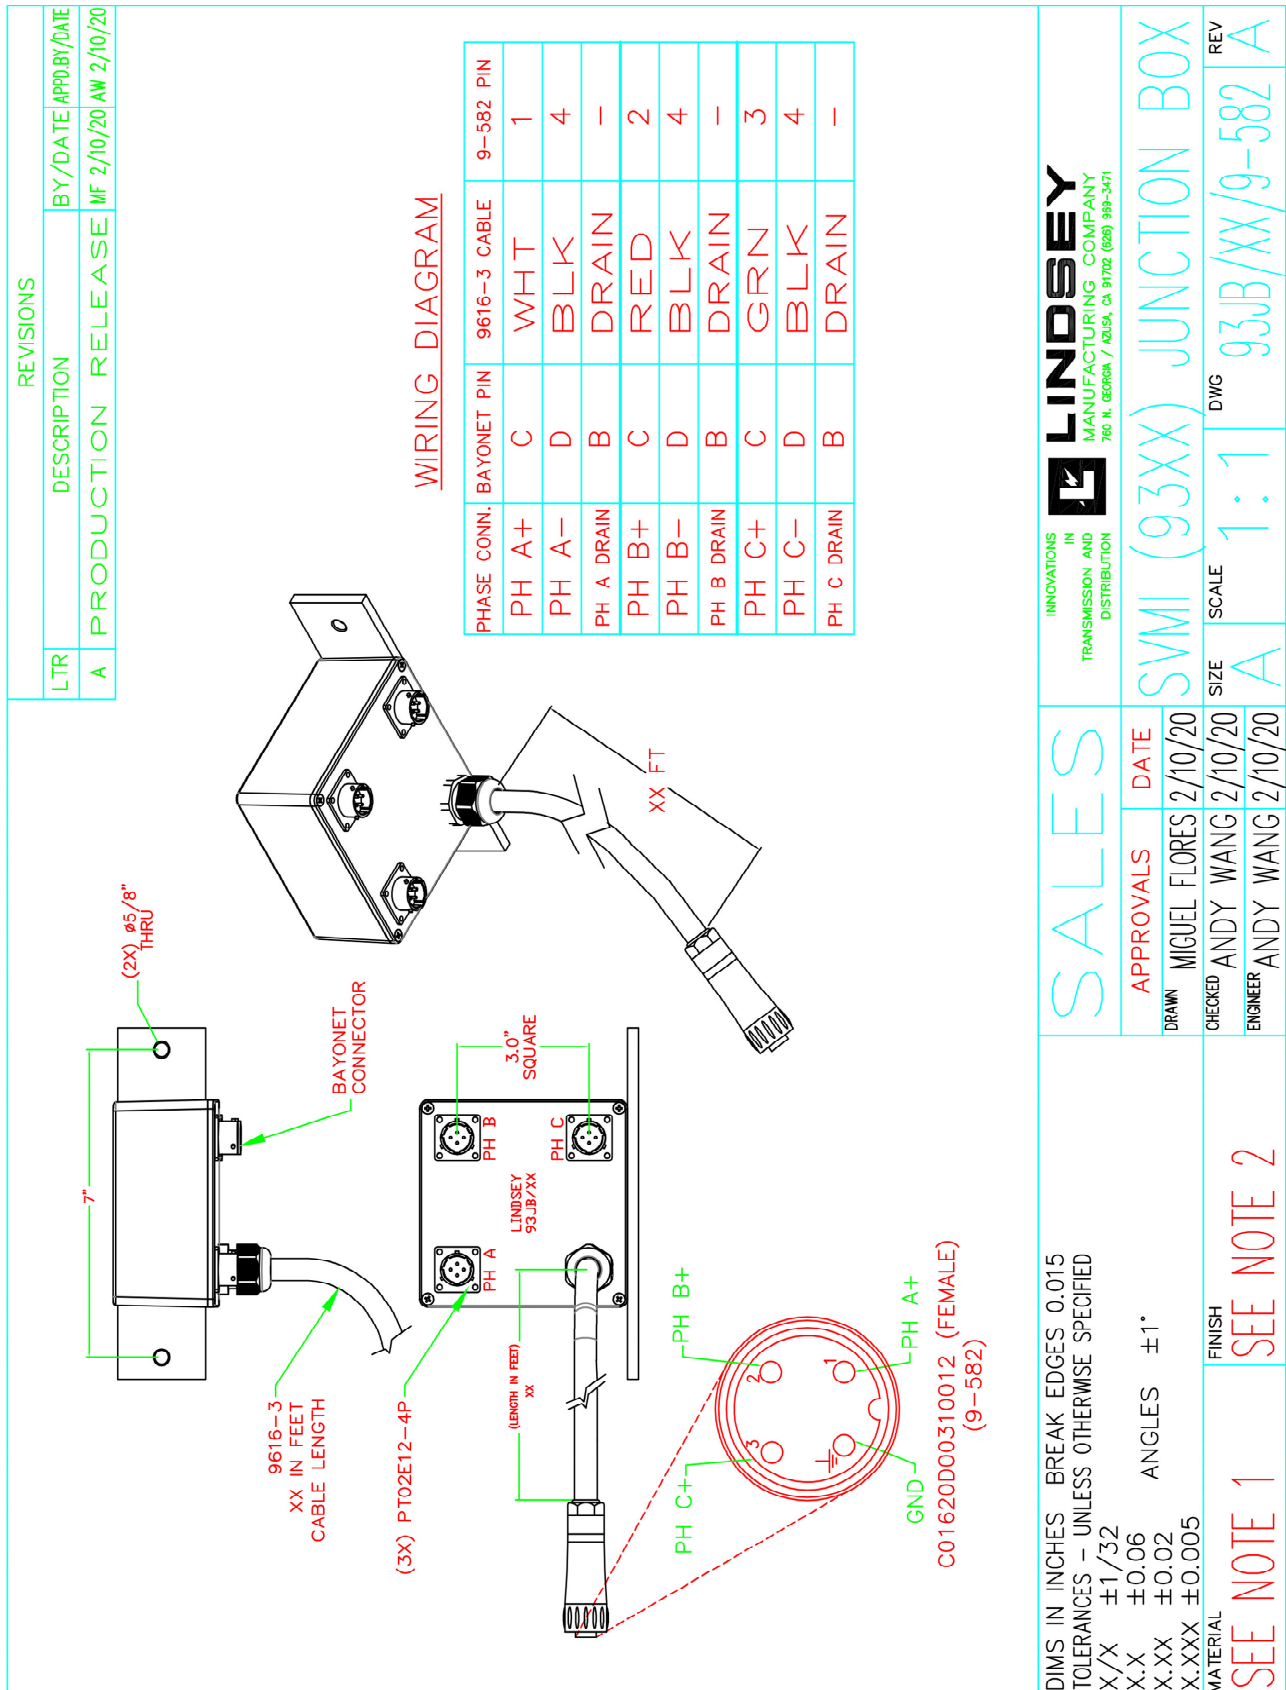 REVISIONS
LTR DESCRIPTION BY/DATE APPD.BY/DATE
A PRODUCTION RELEASE MF 2/10/20 AW 2/10/20
7"
(2X) ø5/8"
THRU
BAYONET
CONNECTOR
9616-3
XX IN FEET
CABLE LENGTH
(3X) PT02E12-4P
PH A
PH B
PH C
LINDSEY
93JB/XX
3.0"
SQUARE
(LENGTH IN FEET)
XX
XX FT
PH C+
PH B+
3
2
1
GND
PH A+
C01620D00310012 (FEMALE)
(9-582)
WIRING DIAGRAM
PHASE CONN. BAYONET PIN 9616-3 CABLE 9-582 PIN
PH A+ C WHT 1
PH A- D BLK 4
PH A DRAIN B DRAIN -
PH B+ C RED 2
PH B- D BLK 4
PH B DRAIN B DRAIN -
PH C+ C GRN 3
PH C- D BLK 4
PH C DRAIN B DRAIN -
DIMS IN INCHES BREAK EDGES 0.015
TOLERANCES - UNLESS OTHERWISE SPECIFIED
X/X ±1/32
X.X ±0.06
X.XX ±0.02 ANGLES ±1°
X.XXX ±0.005
MATERIAL
SEE NOTE 1
FINISH
SEE NOTE 2
SALES
APPROVALS DATE
DRAWN MIGUEL FLORES 2/10/20
CHECKED ANDY WANG 2/10/20
ENGINEER ANDY WANG 2/10/20
INNOVATIONS
IN
TRANSMISSION AND
DISTRIBUTION
LINDSEY
MANUFACTURING COMPANY
760 N. GEORGIA / AZUSA, CA 91702 (626) 969-3471
SVMI (93XX) JUNCTION BOX
SIZE A
SCALE 1:1
DWG 93JB/XX/9-582
REV A